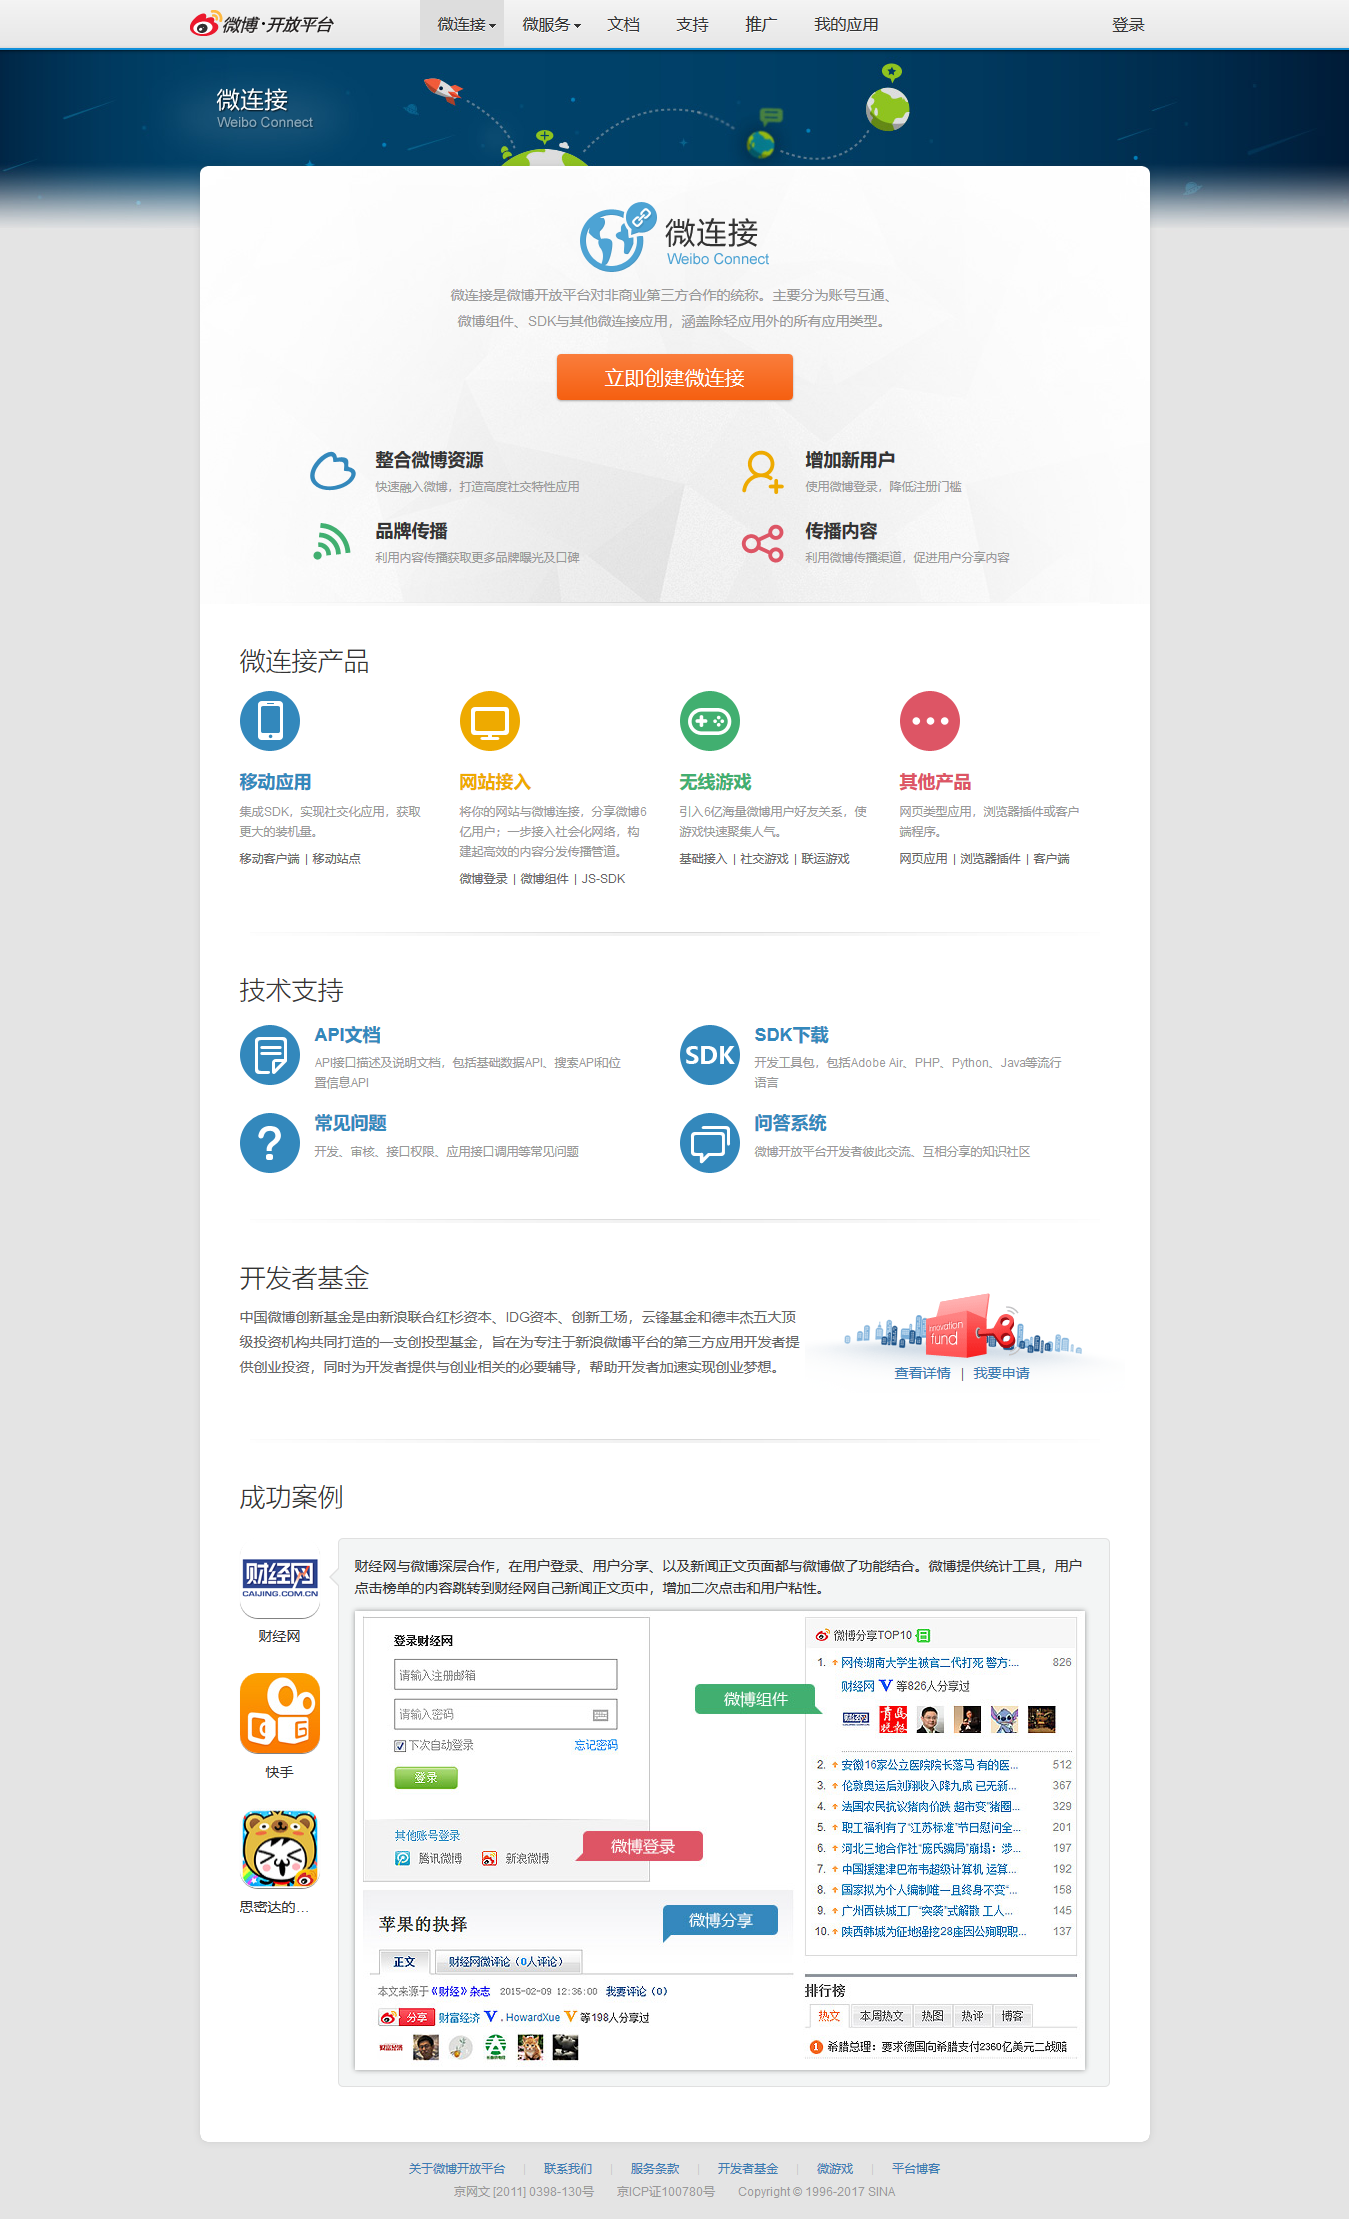 微博·开放平台
微连接 微服务 文档 支持 推广 我的应用 登录
微连接
Weibo Connect
微连接
Weibo Connect
微连接是微博开放平台对非商业第三方合作的统称。主要分为账号互通、
微博组件、SDK与其他微连接应用，涵盖除轻应用外的所有应用类型。
立即创建微连接
整合微博资源
快速融入微博，打造高度社交特性应用
增加新用户
使用微博登录，降低注册门槛
品牌传播
利用内容传播获取更多品牌曝光及口碑
传播内容
利用微博传播渠道，促进用户分享内容
微连接产品
移动应用
集成SDK，实现社交化应用，获取
更大的装机量。
移动客户端 | 移动站点
网站接入
将你的网站与微博连接，分享微博6
亿用户；一步接入社会化网络，构
建起高效的内容分发传播管道。
微博登录 | 微博组件 | JS-SDK
无线游戏
引入6亿海量微博用户好友关系，使
游戏快速聚集人气。
基础接入 | 社交游戏 | 联运游戏
其他产品
网页类型应用，浏览器插件或客户
端程序。
网页应用 | 浏览器插件 | 客户端
技术支持
API文档
API接口描述及说明文档，包括基础数据API、搜索API和位
置信息API
SDK
SDK下载
开发工具包，包括Adobe Air、PHP、Python、Java等流行
语言
常见问题
开发、审核、接口权限、应用接口调用等常见问题
问答系统
微博开放平台开发者彼此交流、互相分享的知识社区
开发者基金
中国微博创新基金是由新浪联合红杉资本、IDG资本、创新工场，云锋基金和德丰杰五大顶
级投资机构共同打造的一支创投型基金，旨在为专注于新浪微博平台的第三方应用开发者提
供创业投资，同时为开发者提供与创业相关的必要辅导，帮助开发者加速实现创业梦想。
innovation
fund
查看详情 | 我要申请
成功案例
财经网
CAIJING.COM.CN
财经网
快手
思密达的...
财经网与微博深层合作，在用户登录、用户分享、以及新闻正文页面都与微博做了功能结合。微博提供统计工具，用户
点击榜单的内容跳转到财经网自己新闻正文页中，增加二次点击和用户粘性。
登录财经网
请输入注册邮箱
请输入密码
下次自动登录 忘记密码
登录
其他账号登录
腾讯微博 新浪微博
微博登录
微博组件
微博分享TOP10
1. 网传湖南大学生被官二代打死 警方:... 826
财经网 V 等826人分享过
2. 安徽16家公立医院院长落马 有的医... 512
3. 伦敦奥运后刘翔收入降九成 已无新... 367
4. 法国农民抗议猪肉价跌 超市变"猪圈... 329
5. 职工福利有了"江苏标准"节日慰问全... 201
6. 河北三地合作社"庞氏骗局"崩塌：涉... 197
7. 中国援建津巴布韦超级计算机 运算... 192
8. 国家拟为个人编制唯一且终身不变"... 158
9. 广州西铁城工厂"突袭"式解散 工人... 145
10. 陕西韩城为征地强挖28座因公殉职职... 137
苹果的抉择
微博分享
正文 财经网微评论（0人评论）
本文来源于《财经》杂志 2015-02-09 12:36:00 我要评论（0）
分享 财富经济 V . HowardXue V 等198人分享过
排行榜
热文 本周热文 热图 热评 博客
1 希腊总理：要求德国向希腊支付2360亿美元二战赔
关于微博开放平台 | 联系我们 | 服务条款 | 开发者基金 | 微游戏 | 平台博客
京网文 [2011] 0398-130号 京ICP证100780号 Copyright © 1996-2017 SINA